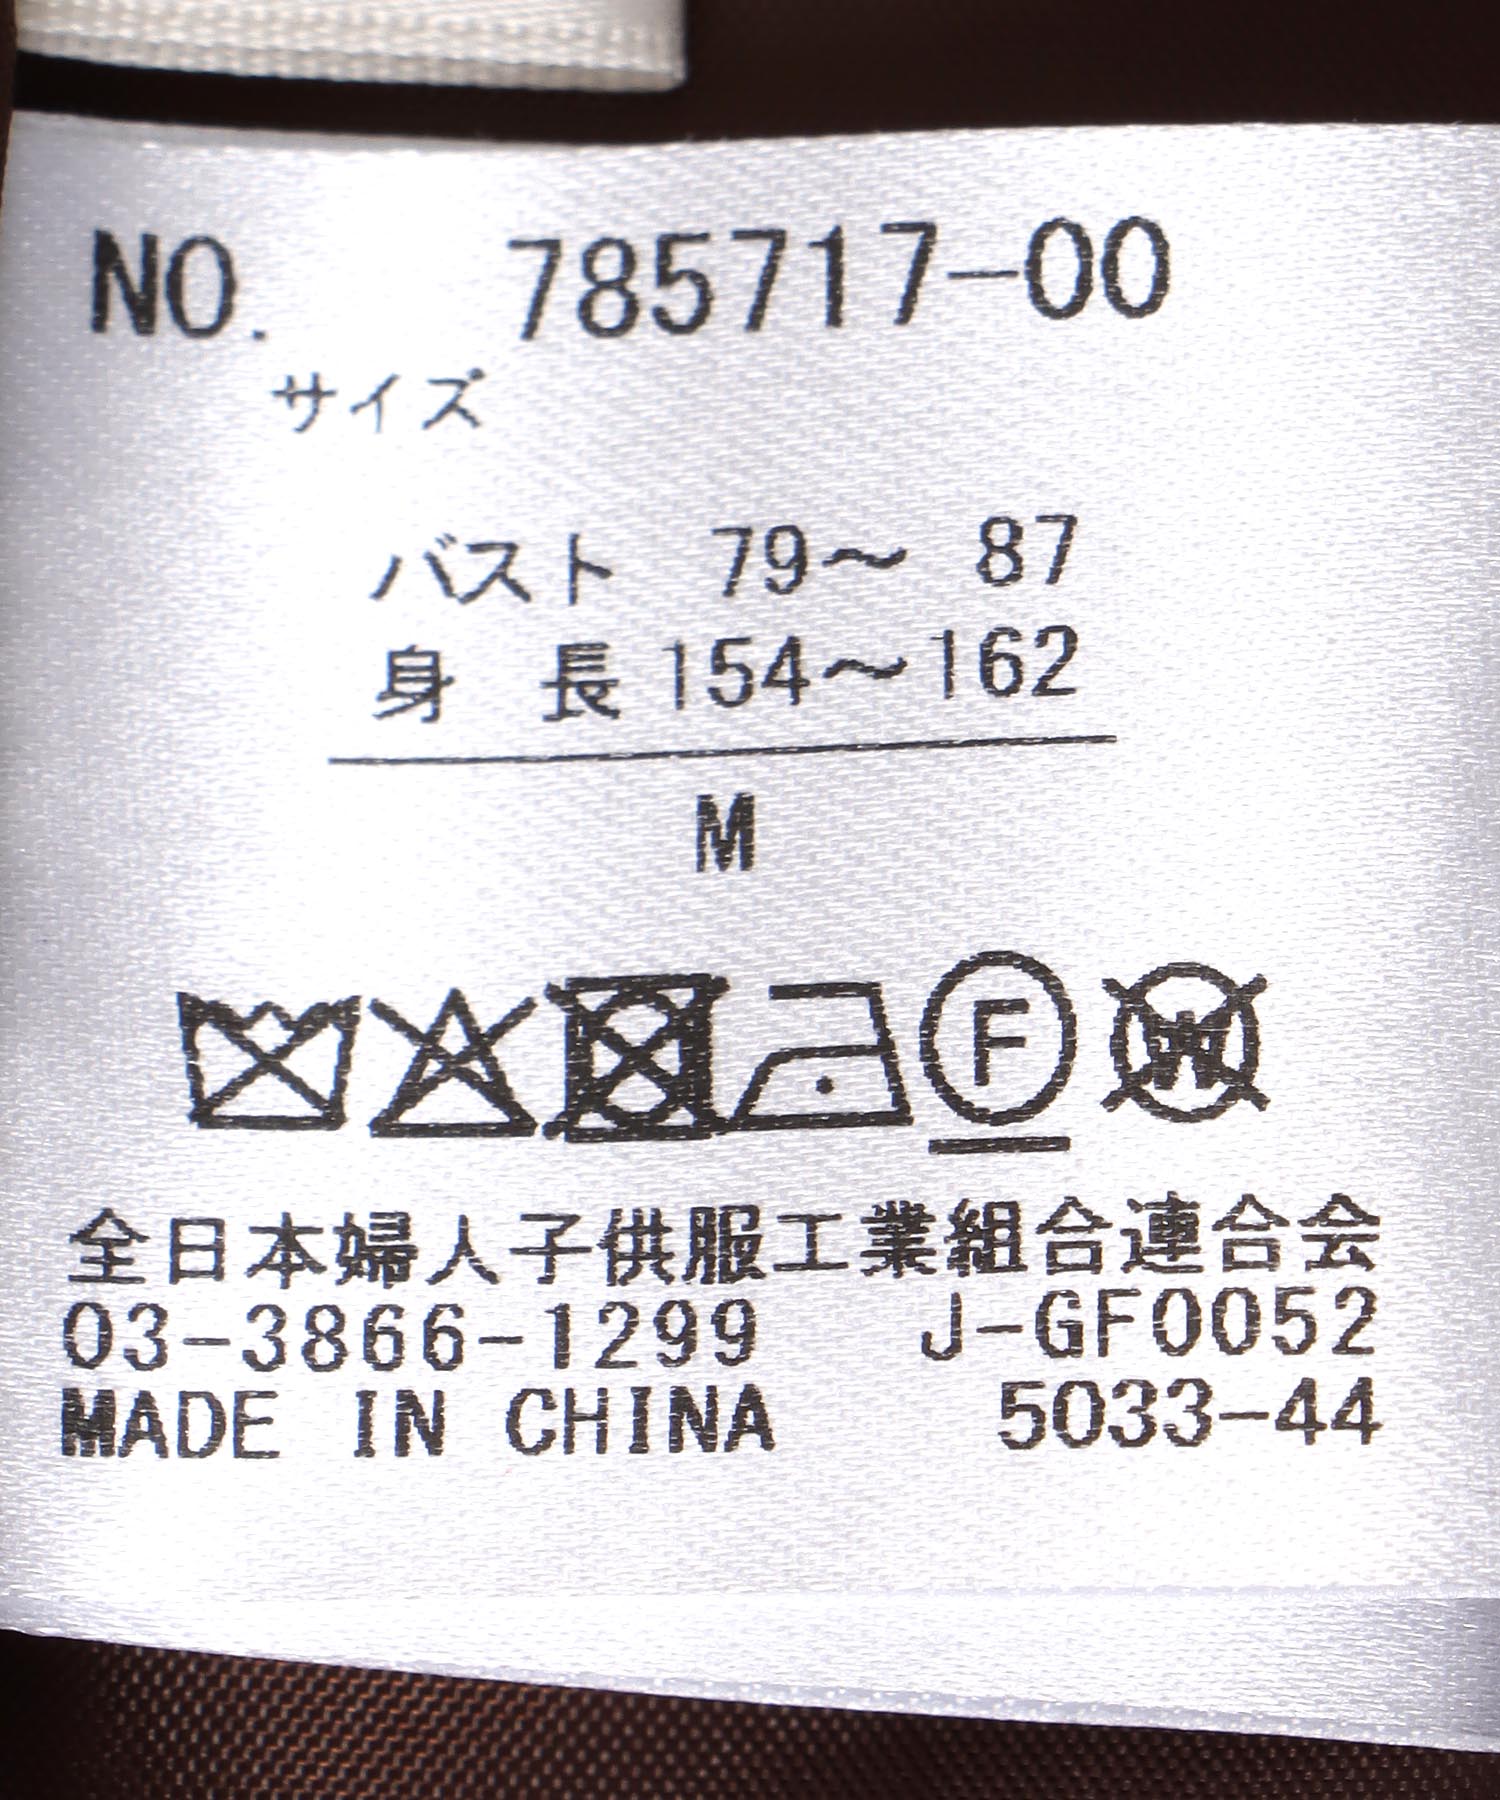 NO. 785717-00
サイズ
バスト 79～ 87
身 長 154～162
M
F
W
全日本婦人子供服工業組合連合会
03-3866-1299 J-GF0052
MADE IN CHINA 5033-44